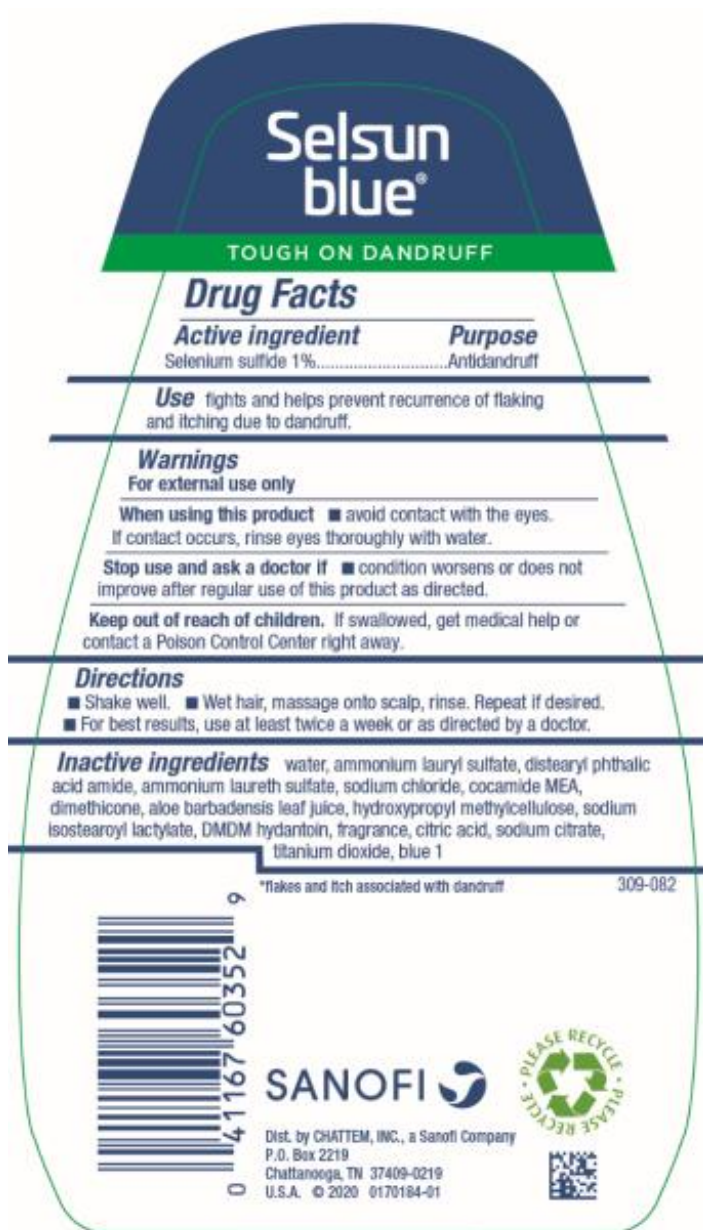 Selsun
blue®
TOUGH ON DANDRUFF
Drug Facts
Active ingredient Purpose
Selenium sulfide 1%..............................Antidandruff
Use fights and helps prevent recurrence of flaking
and itching due to dandruff.
Warnings
For external use only
When using this product ■ avoid contact with the eyes.
If contact occurs, rinse eyes thoroughly with water.
Stop use and ask a doctor if ■ condition worsens or does not
improve after regular use of this product as directed.
Keep out of reach of children. If swallowed, get medical help or
contact a Poison Control Center right away.
Directions
■ Shake well. ■ Wet hair, massage onto scalp, rinse. Repeat if desired.
■ For best results, use at least twice a week or as directed by a doctor.
Inactive ingredients water, ammonium lauryl sulfate, distearyl phthalic
acid amide, ammonium laureth sulfate, sodium chloride, cocamide MEA,
dimethicone, aloe barbadensis leaf juice, hydroxypropyl methylcellulose, sodium
isostearoyl lactylate, DMDM hydantoin, fragrance, citric acid, sodium citrate,
titanium dioxide, blue 1
*flakes and itch associated with dandruff 309-082
0 41167 60352 9
SANOFI
PLEASE RECYCLE • PLEASE RECYCLE •
Dist. by CHATTEM, INC., a Sanofi Company
P.O. Box 2219
Chattanooga, TN 37409-0219
U.S.A. © 2020 0170184-01